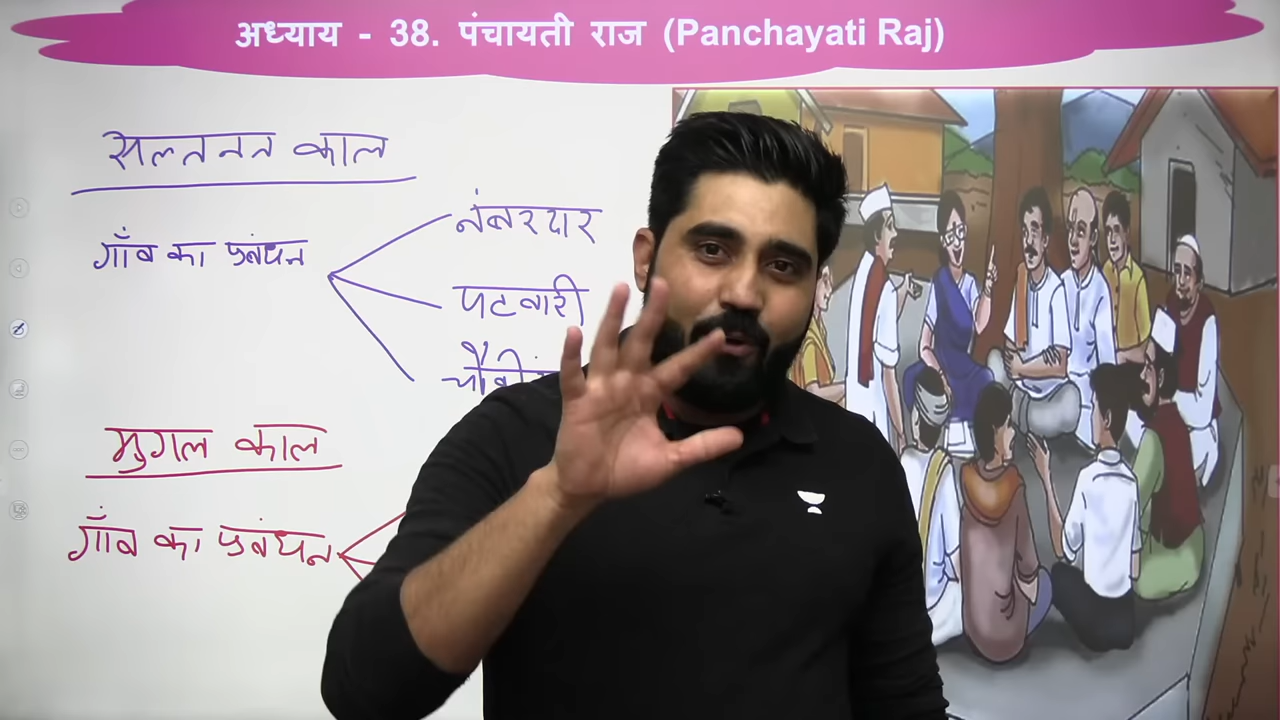 अध्याय - 38. पंचायती राज (Panchayati Raj)
सल्तनत काल
गाँव का प्रबंधन
नंबरदार
पटवारी
मुगल काल
गाँव का प्रबंधन